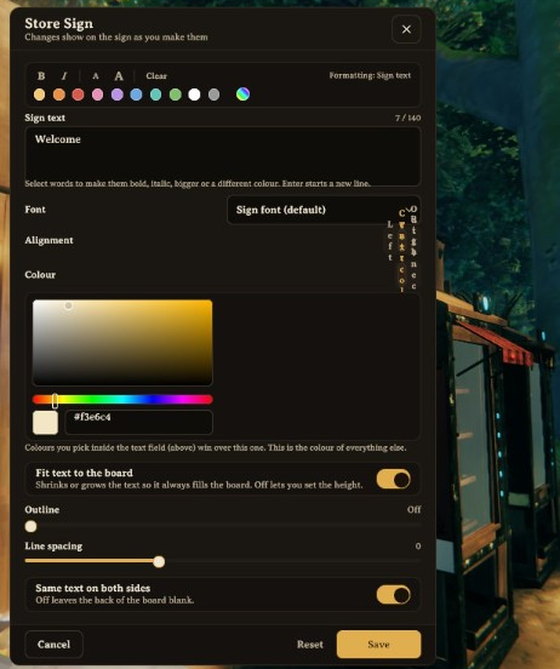 Store Sign
Changes show on the sign as you make them
B I A A Clear
Formatting: Sign text
Sign text
7 / 140
Welcome
Select words to make them bold, italic, bigger or a different colour. Enter starts a new line.
Font
Sign font (default)
Alignment
Left
Colour
#f3e6c4
Colours you pick inside the text field (above) win over this one. This is the colour of everything else.
Fit text to the board
Shrinks or grows the text so it always fills the board. Off lets you set the height.
Outline
Off
Line spacing
0
Same text on both sides
Off leaves the back of the board blank.
Cancel
Reset
Save